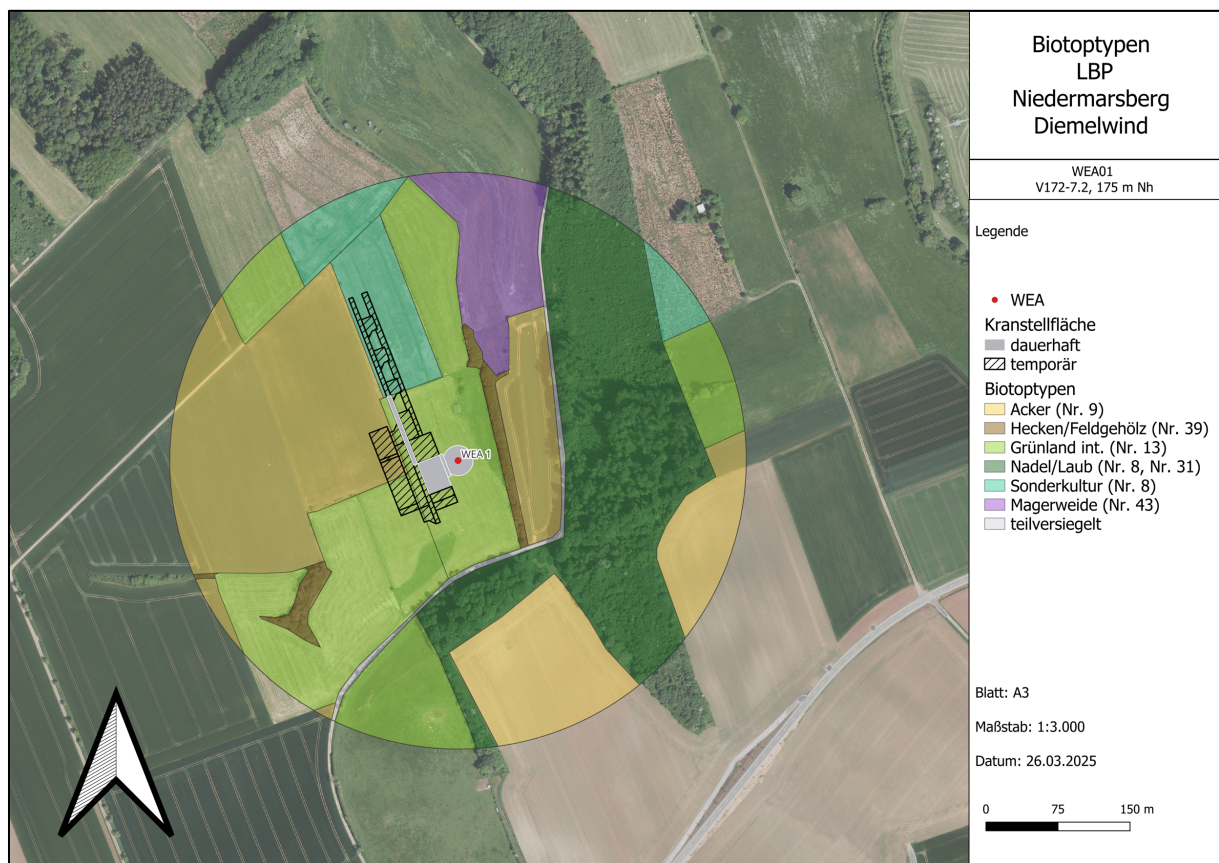 Biotoptypen
LBP
Niedermarsberg
Diemelwind
WEA01
V172-7.2, 175 m Nh
Legende
WEA
Kranstellfläche
dauerhaft
temporär
Biotoptypen
Acker (Nr. 9)
Hecken/Feldgehölz (Nr. 39)
Grünland int. (Nr. 13)
Nadel/Laub (Nr. 8, Nr. 31)
Sonderkultur (Nr. 8)
Magerweide (Nr. 43)
teilversiegelt
WEA 1
Blatt: A3
Maßstab: 1:3.000
Datum: 26.03.2025
0 75 150 m